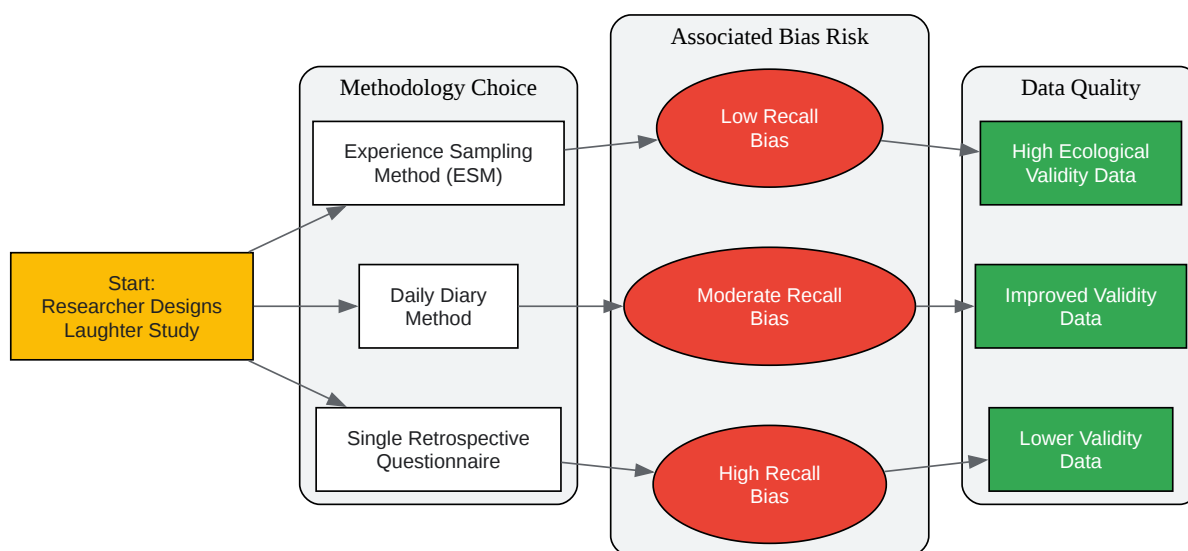 Start:
Researcher Designs
Laughter Study
Methodology Choice
Experience Sampling
Method (ESM)
Daily Diary
Method
Single Retrospective
Questionnaire
Associated Bias Risk
Low Recall
Bias
Moderate Recall
Bias
High Recall
Bias
Data Quality
High Ecological
Validity Data
Improved Validity
Data
Lower Validity
Data